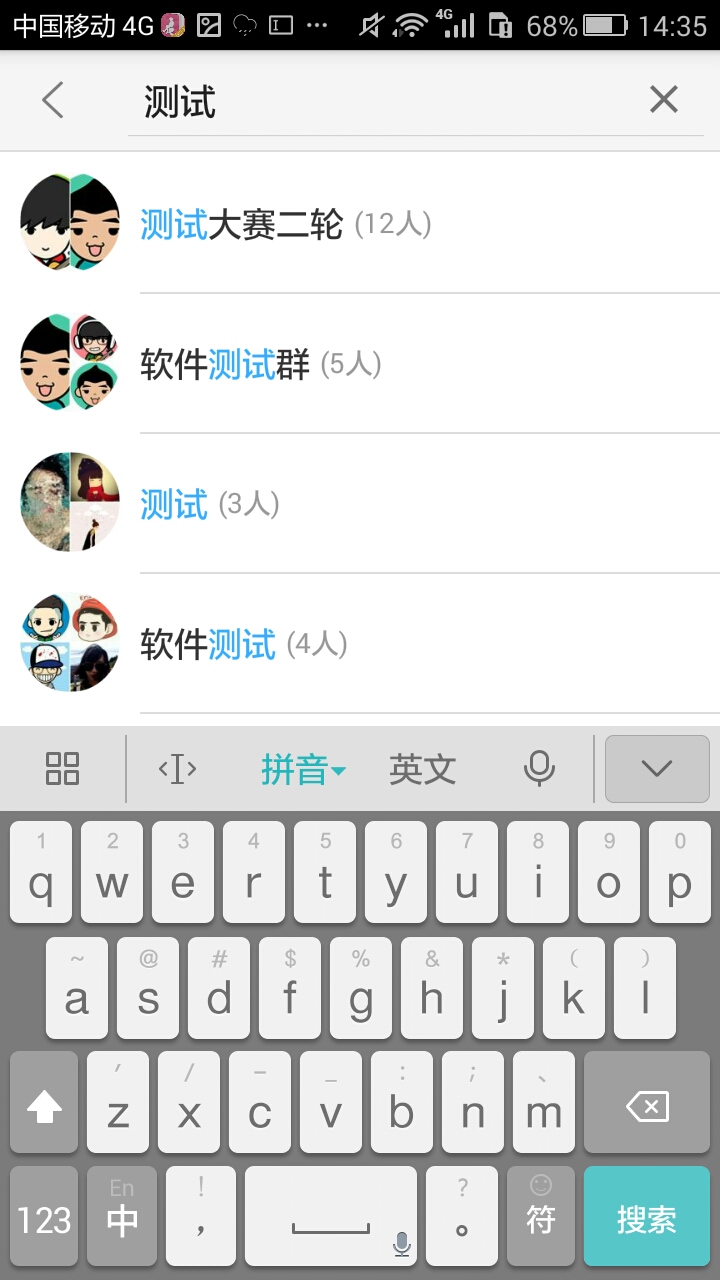 中国移动 4G 4G 68% 14:35
测试
测试大赛二轮 (12人)
软件测试群 (5人)
测试 (3人)
软件测试 (4人)
拼音 英文
1 2 3 4 5 6 7 8 9 0
q w e r t y u i o p
~ @ # $ % & * ( )
a s d f g h j k l
′ / – _ : ; 、
z x c v b n m
En ! ?
123 中 , 。 符 搜索